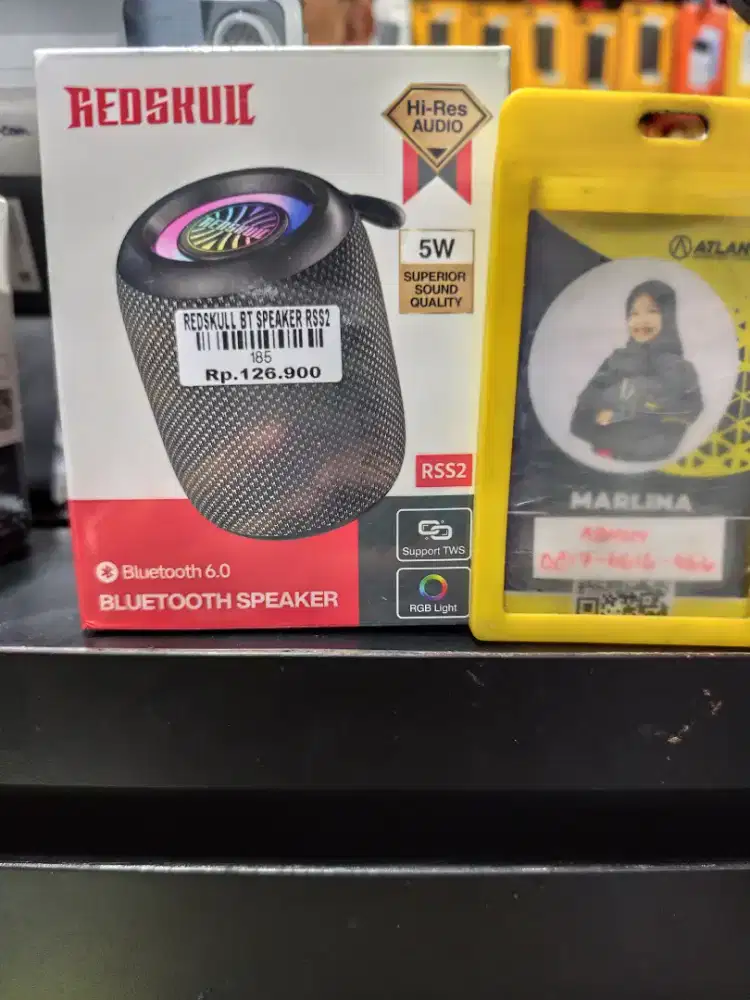 REDSKULL
Hi-Res
AUDIO
5W
SUPERIOR
SOUND
QUALITY
REDSKULL
REDSKULL BT SPEAKER RSS2
185
Rp.126.900
RSS2
Support TWS
RGB Light
Bluetooth 6.0
BLUETOOTH SPEAKER
ATLAN
MARLINA